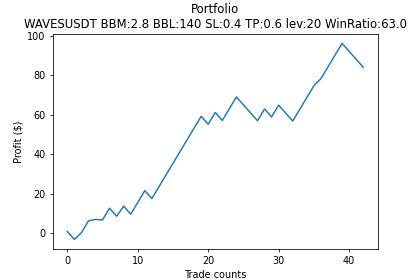 Portfolio
WAVESUSDT BBM:2.8 BBL:140 SL:0.4 TP:0.6 lev:20 WinRatio:63.0
100
80
60
40
20
0
Profit ($)
0
10
20
30
40
Trade counts